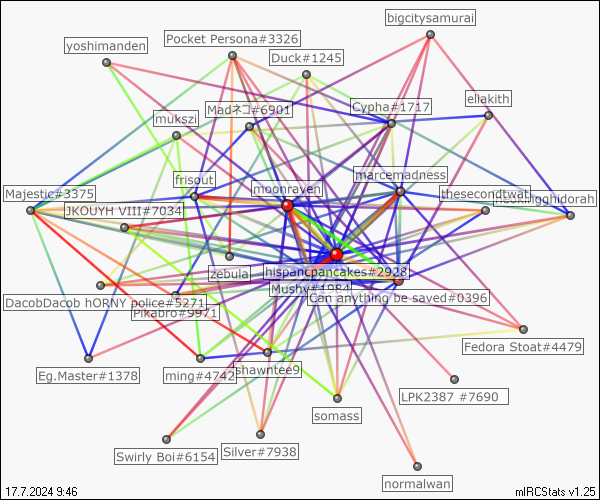 bigcitysamurai
yoshimanden
Pocket Persona#3326
Duck#1245
eliakith
Madネコ#6901
Cypha#1717
mukszi
frisout
marcemadness
moonraven
Majestic#3375
thesecondtwat
JKOUYH VIII#7034
zebula
hispancpancakes#2928
Mushy#1984
Can anything be saved#0396
DacobDacob hORNY police#5271
Pikabro#9971
Fedora Stoat#4479
Eg.Master#1378
ming#4742
shawntee9
LPK2387 #7690
somass
Swirly Boi#6154
Silver#7938
normalwan
17.7.2024 9:46
mIRCStats v1.25